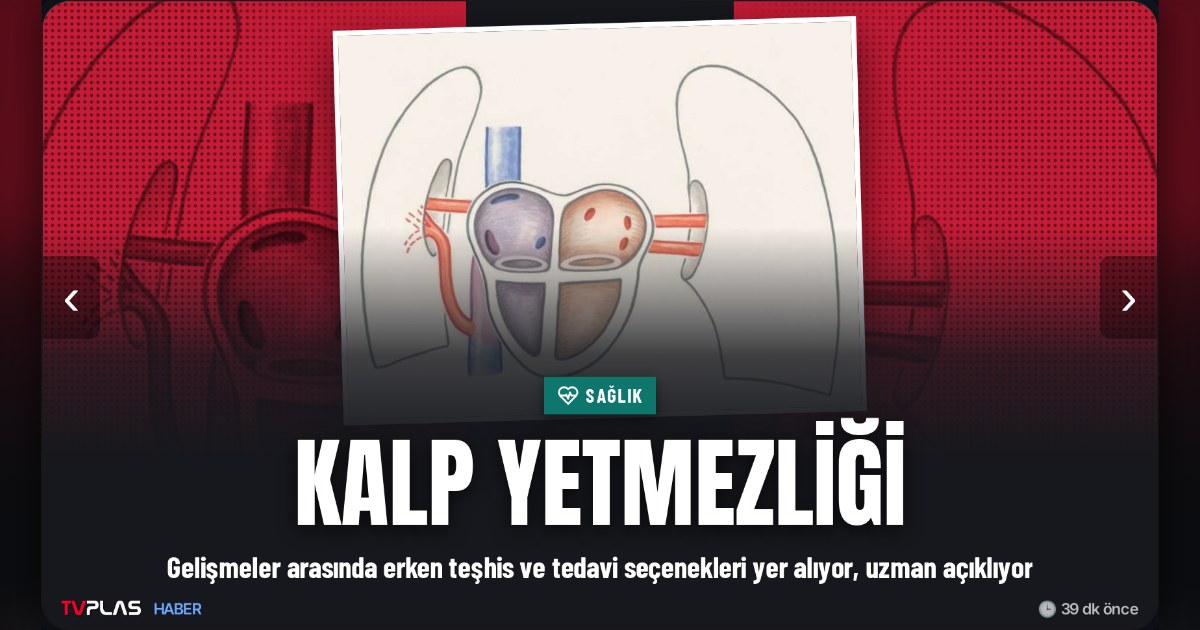 SAĞLIK
KALP YETMEZLİĞİ
Gelişmeler arasında erken teşhis ve tedavi seçenekleri yer alıyor, uzman açıklıyor
TVPLAS HABER
39 dk önce